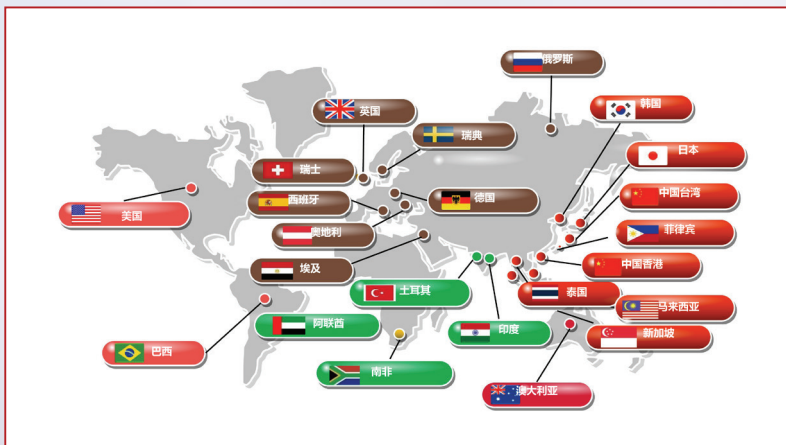 俄罗斯
韩国
英国
瑞典
日本
瑞士
中国台湾
西班牙
德国
美国
菲律宾
奥地利
中国香港
埃及
土耳其
泰国
马来西亚
阿联酋
印度
新加坡
巴西
南非
澳大利亚